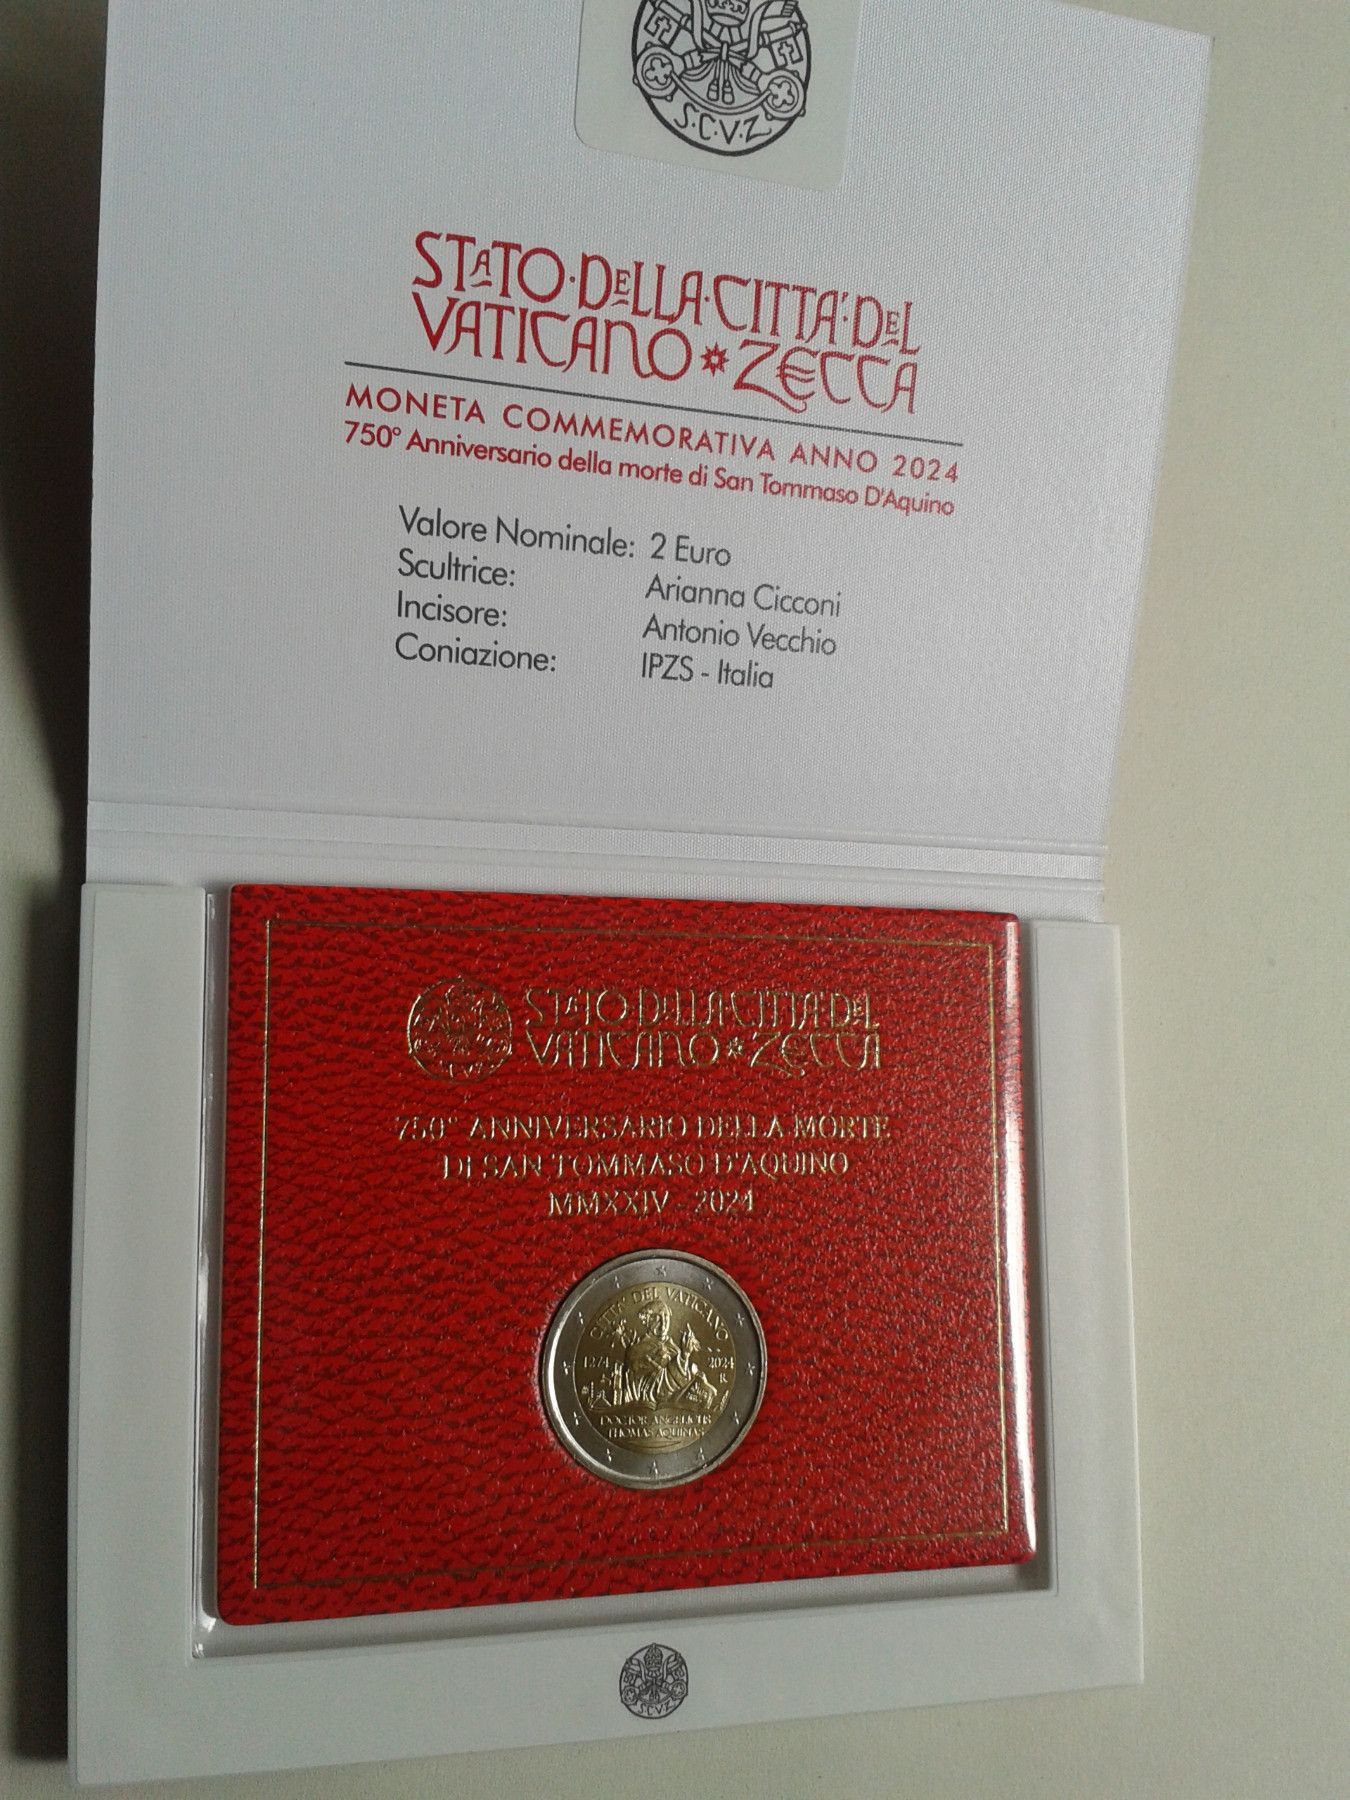 S.C.V.Z
STATO·DELLA·CITTA'·DEL
VATICANO * ZECCA
MONETA COMMEMORATIVA ANNO 2024
750° Anniversario della morte di San Tommaso D'Aquino
Valore Nominale: 2 Euro
Scultrice: Arianna Cicconi
Incisore: Antonio Vecchio
Coniazione: IPZS - Italia
STATO·DELLA·CITTA'·DEL
VATICANO * ZECCA
750° ANNIVERSARIO DELLA MORTE
DI SAN TOMMASO D'AQUINO
MMXXIV - 2024
CITTA' DEL VATICANO
1274 2024
R
DOCTOR ANGELICUS
THOMAS AQUINAS
S.C.V.Z